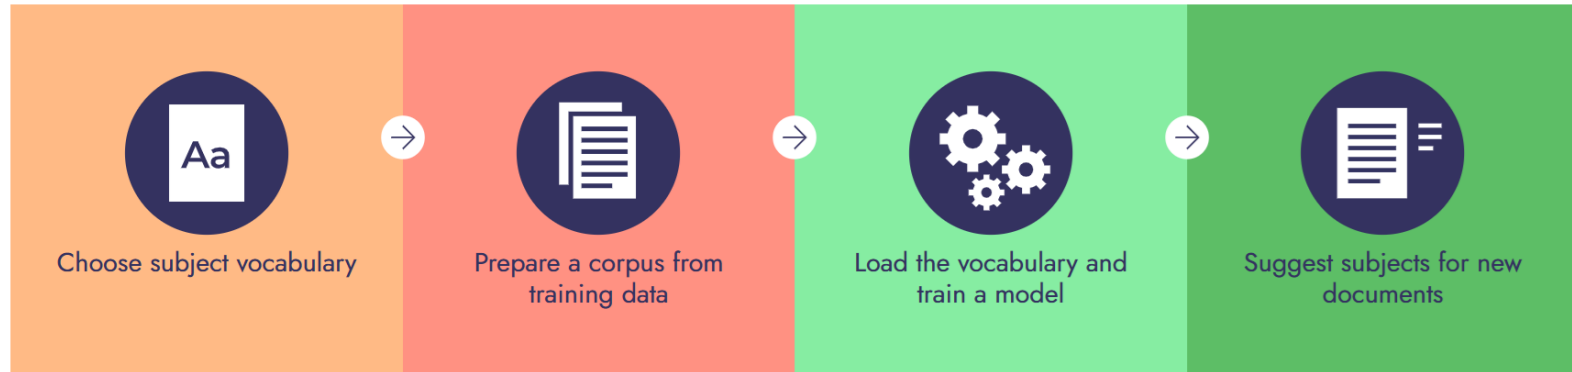 Aa
Choose subject vocabulary
Prepare a corpus from
training data
Load the vocabulary and
train a model
Suggest subjects for new
documents